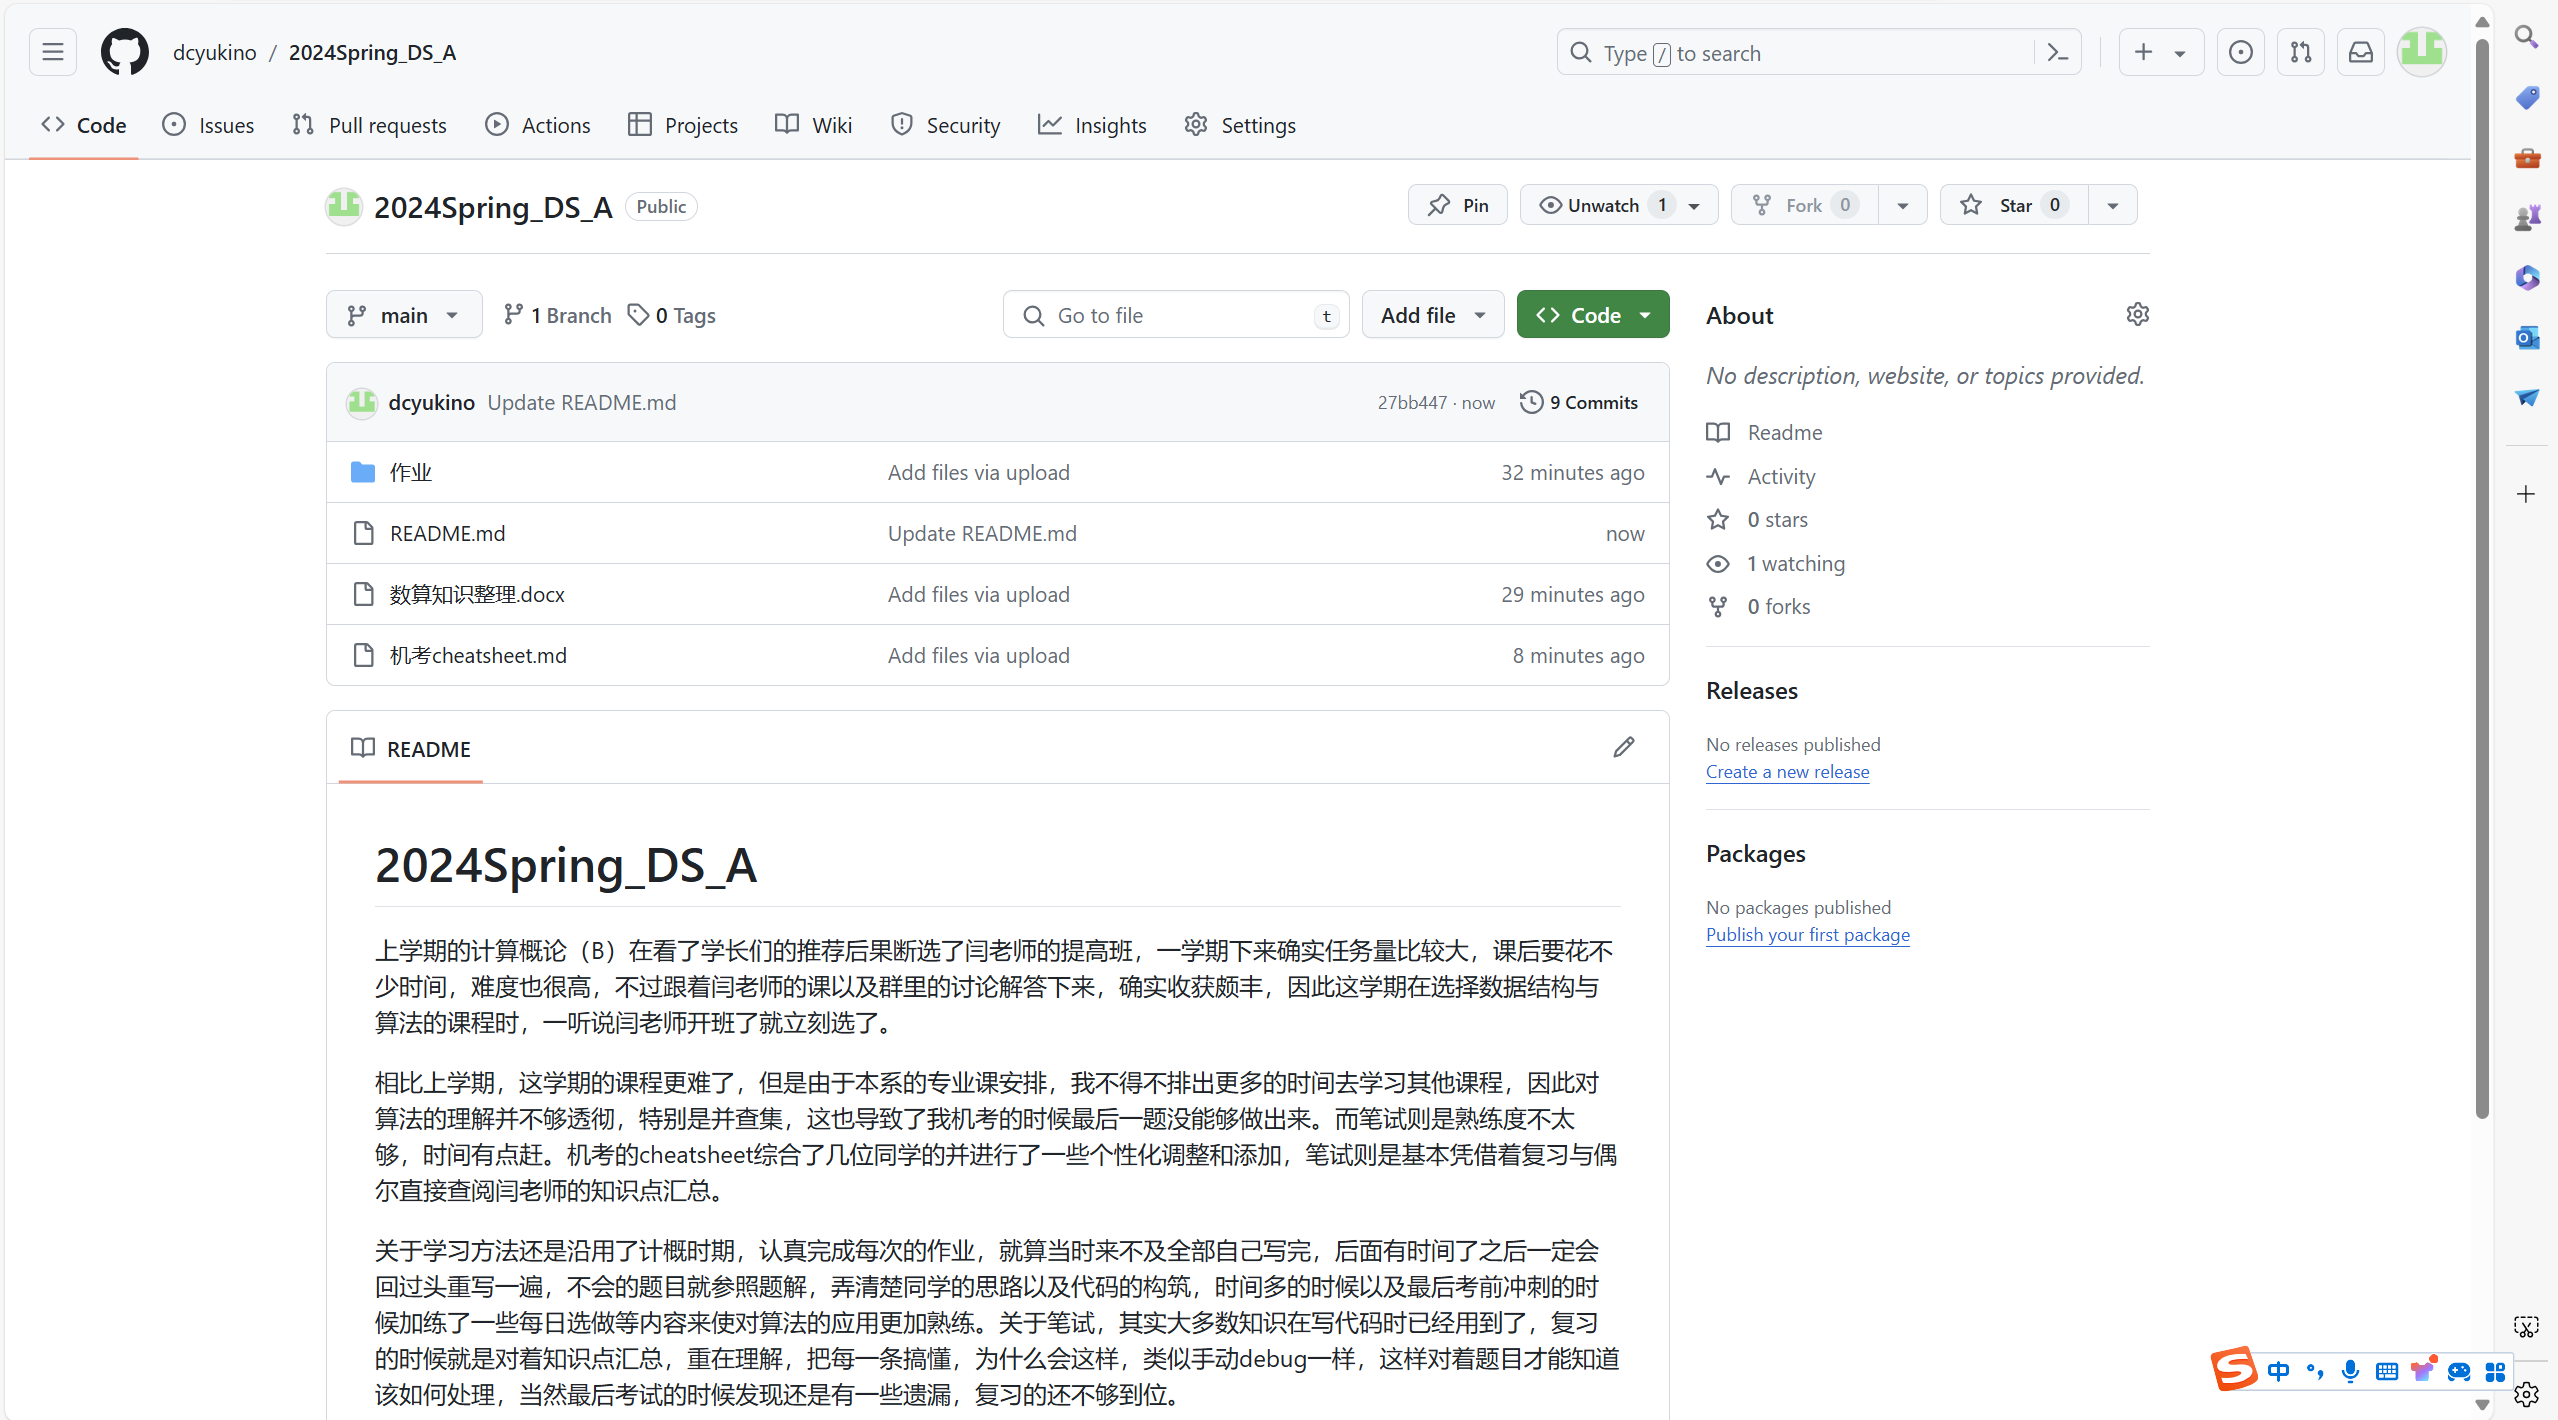 dcyukino / 2024Spring_DS_A
Type / to search
Code
Issues
Pull requests
Actions
Projects
Wiki
Security
Insights
Settings
2024Spring_DS_A Public
Pin
Unwatch 1
Fork 0
Star 0
main
1 Branch
0 Tags
Go to file t
Add file
Code
dcyukino Update README.md 27bb447 · now 9 Commits
作业 Add files via upload 32 minutes ago
README.md Update README.md now
数算知识整理.docx Add files via upload 29 minutes ago
机考cheatsheet.md Add files via upload 8 minutes ago
README
2024Spring_DS_A
上学期的计算概论（B）在看了学长们的推荐后果断选了闫老师的提高班，一学期下来确实任务量比较大，课后要花不
少时间，难度也很高，不过跟着闫老师的课以及群里的讨论解答下来，确实收获颇丰，因此这学期在选择数据结构与
算法的课程时，一听说闫老师开班了就立刻选了。
相比上学期，这学期的课程更难了，但是由于本系的专业课安排，我不得不排出更多的时间去学习其他课程，因此对
算法的理解并不够透彻，特别是并查集，这也导致了我机考的时候最后一题没能够做出来。而笔试则是熟练度不太
够，时间有点赶。机考的cheatsheet综合了几位同学的并进行了一些个性化调整和添加，笔试则是基本凭借着复习与偶
尔直接查阅闫老师的知识点汇总。
关于学习方法还是沿用了计概时期，认真完成每次的作业，就算当时来不及全部自己写完，后面有时间了之后一定会
回过头重写一遍，不会的题目就参照题解，弄清楚同学的思路以及代码的构筑，时间多的时候以及最后考前冲刺的时
候加练了一些每日选做等内容来使对算法的应用更加熟练。关于笔试，其实大多数知识在写代码时已经用到了，复习
的时候就是对着知识点汇总，重在理解，把每一条搞懂，为什么会这样，类似手动debug一样，这样对着题目才能知道
该如何处理，当然最后考试的时候发现还是有一些遗漏，复习的还不够到位。
About
No description, website, or topics provided.
Readme
Activity
0 stars
1 watching
0 forks
Releases
No releases published
Create a new release
Packages
No packages published
Publish your first package
中